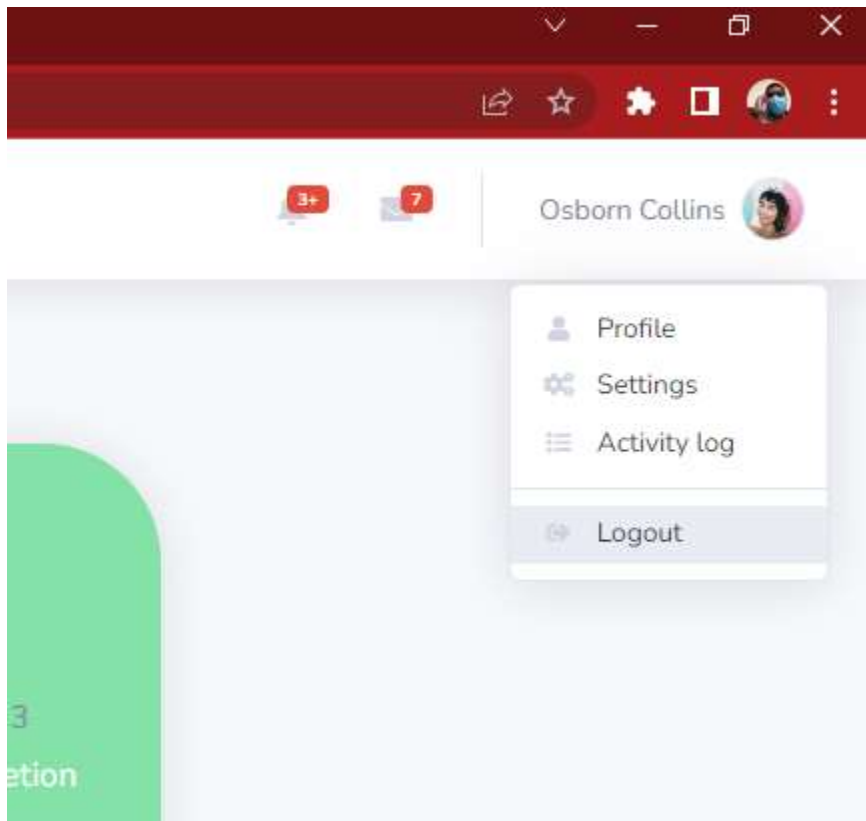 3+
7
Osborn Collins
Profile
Settings
Activity log
Logout
3
etion